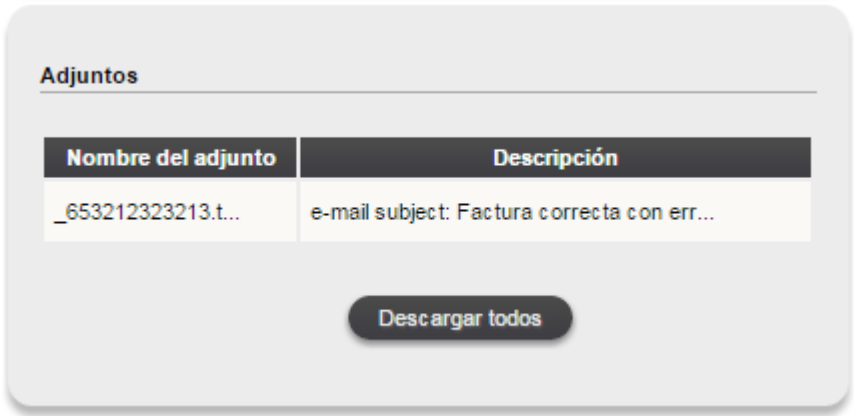 Adjuntos
Nombre del adjunto Descripción
_653212323213.t... e-mail subject: Factura correcta con err...
Descargar todos